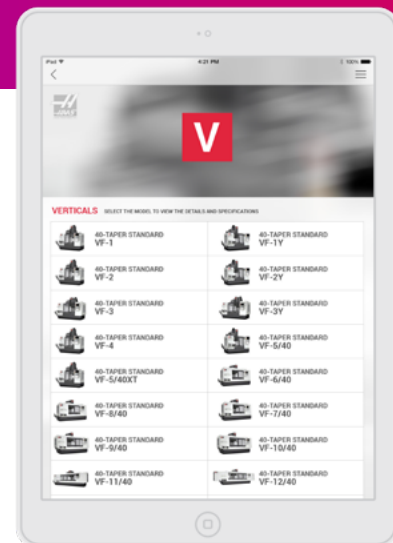 iPad
4:21 PM
100%
HAAS
V
VERTICALS SELECT THE MODEL TO VIEW THE DETAILS AND SPECIFICATIONS
40-TAPER STANDARD
VF-1
40-TAPER STANDARD
VF-1Y
40-TAPER STANDARD
VF-2
40-TAPER STANDARD
VF-2Y
40-TAPER STANDARD
VF-3
40-TAPER STANDARD
VF-3Y
40-TAPER STANDARD
VF-4
40-TAPER STANDARD
VF-5/40
40-TAPER STANDARD
VF-5/40XT
40-TAPER STANDARD
VF-6/40
40-TAPER STANDARD
VF-8/40
40-TAPER STANDARD
VF-7/40
40-TAPER STANDARD
VF-9/40
40-TAPER STANDARD
VF-10/40
40-TAPER STANDARD
VF-11/40
40-TAPER STANDARD
VF-12/40